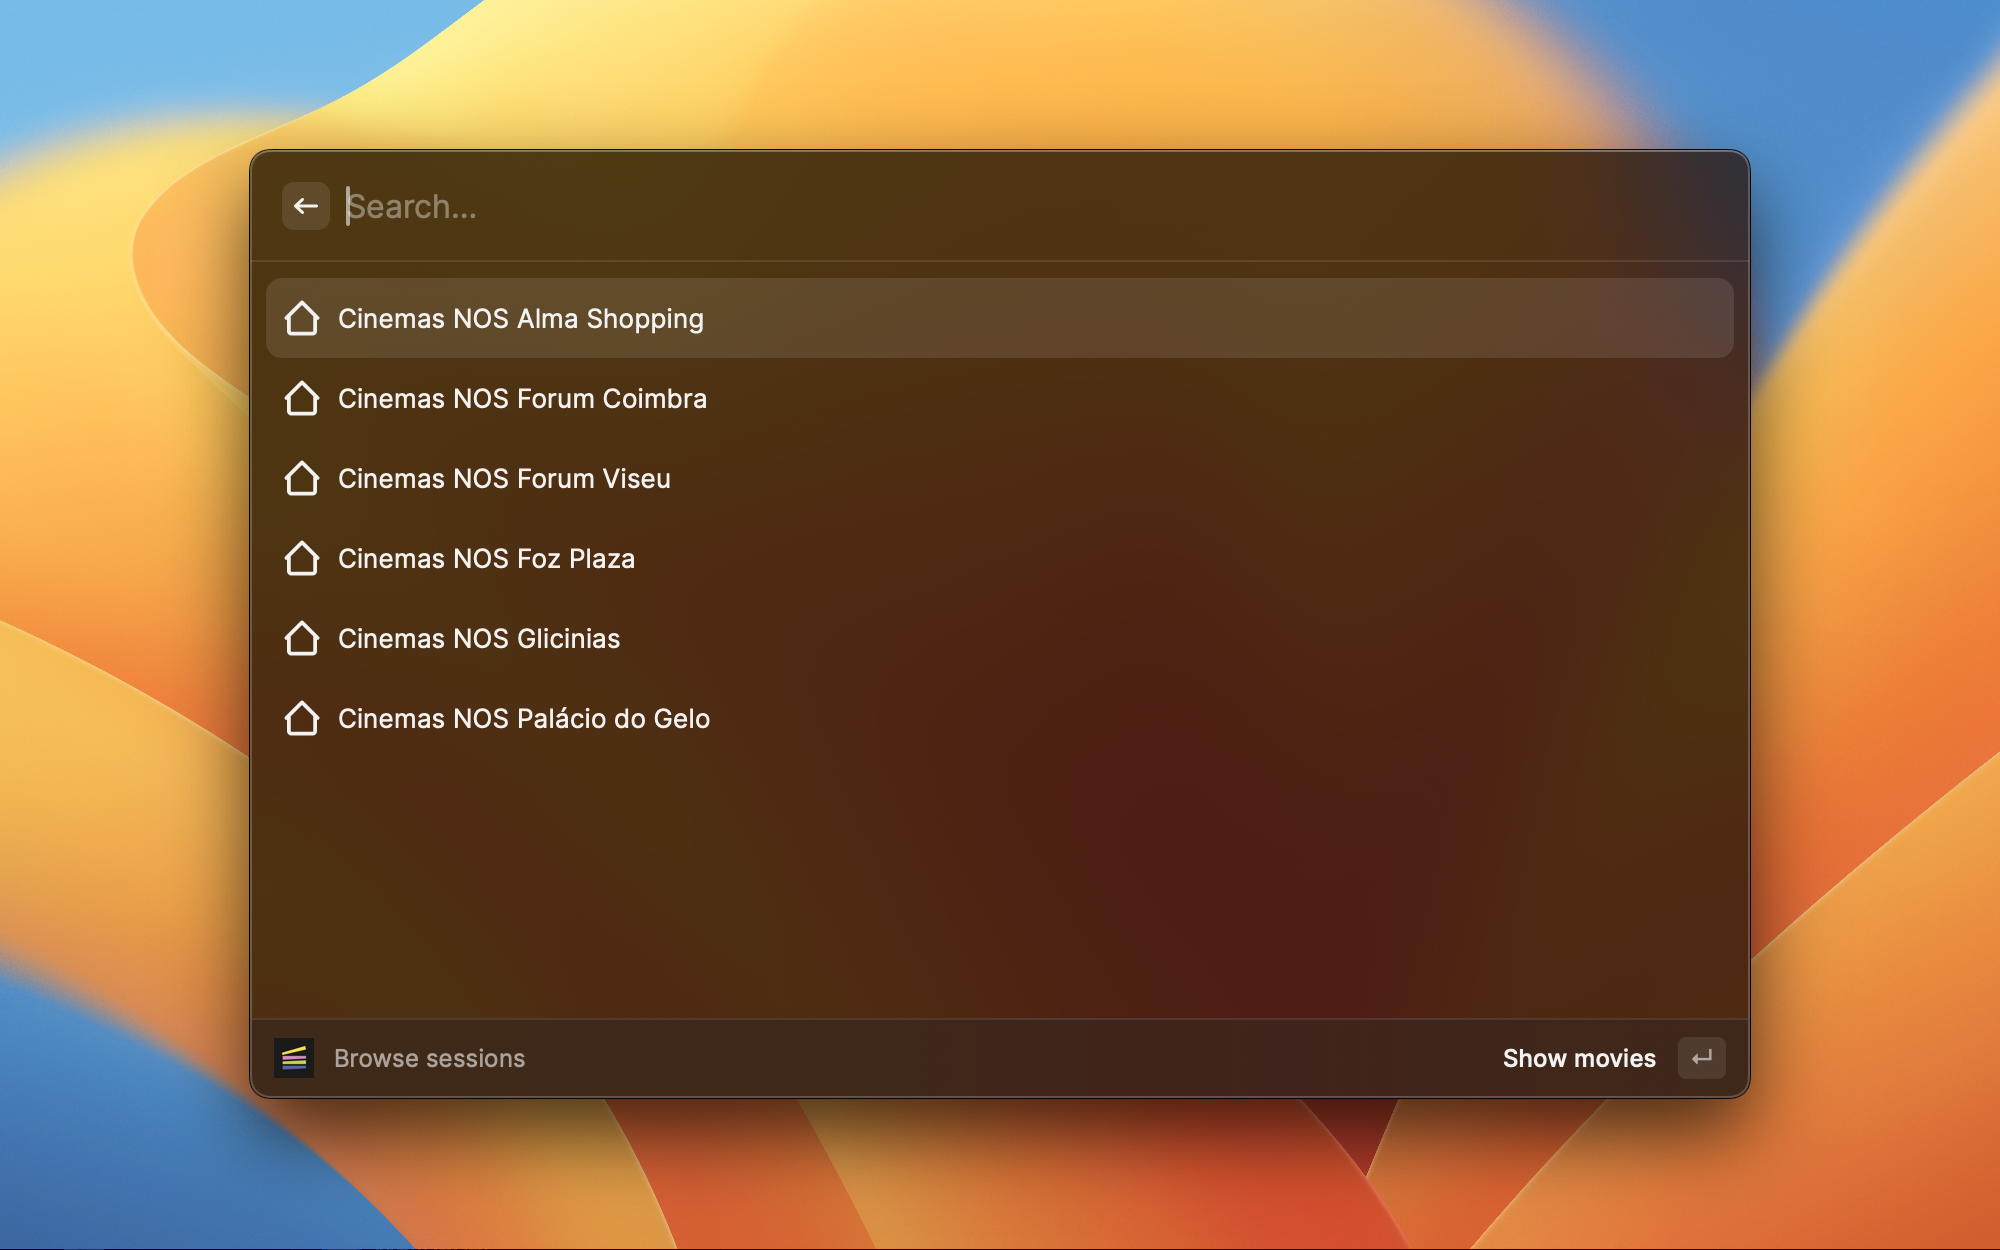 Search...
Cinemas NOS Alma Shopping
Cinemas NOS Forum Coimbra
Cinemas NOS Forum Viseu
Cinemas NOS Foz Plaza
Cinemas NOS Glicinias
Cinemas NOS Palácio do Gelo
Browse sessions
Show movies